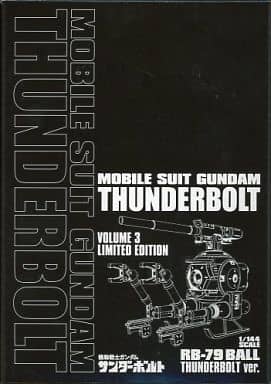 MOBILE SUIT GUNDAM
THUNDERBOLT
MOBILE SUIT GUNDAM
THUNDERBOLT
VOLUME 3
LIMITED EDITION
機動戦士ガンダム
サンダーボルト
1/144
SCALE
RB-79 BALL
THUNDERBOLT ver.